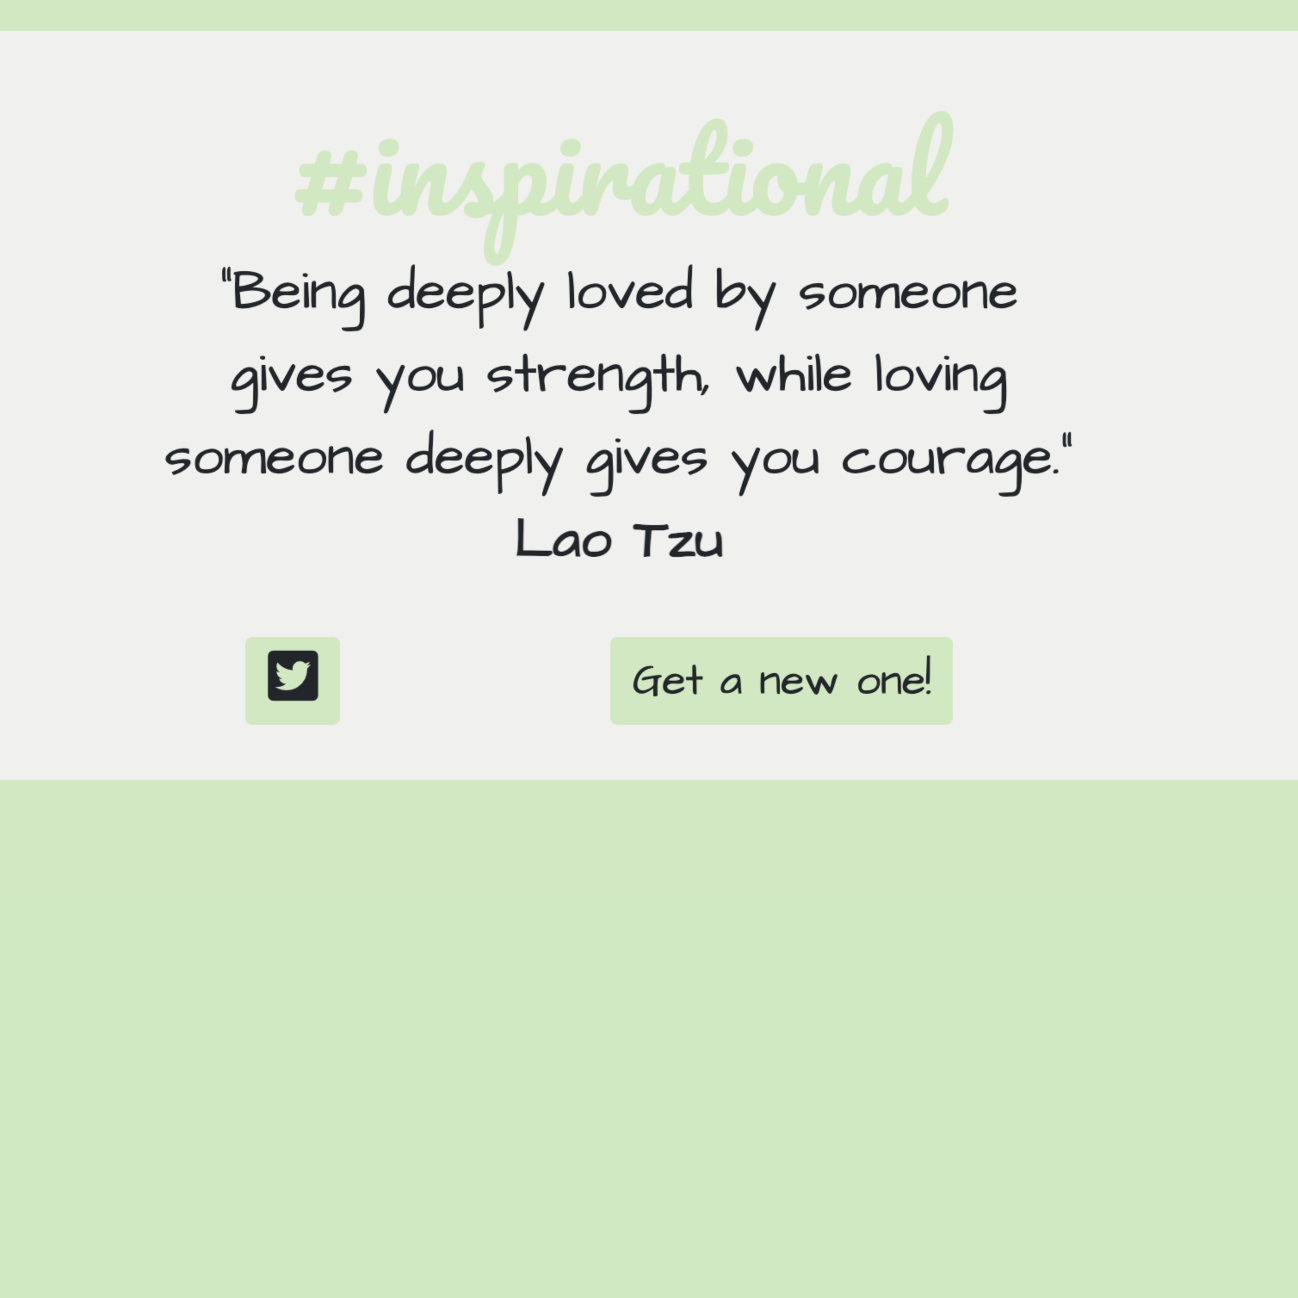 #inspirational
"Being deeply loved by someone
gives you strength, while loving
someone deeply gives you courage."
Lao Tzu
Get a new one!